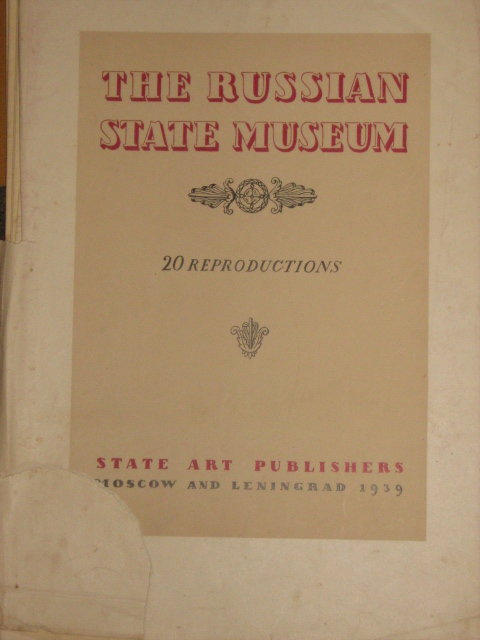 THE RUSSIAN
STATE MUSEUM
20 REPRODUCTIONS
STATE ART PUBLISHERS
MOSCOW AND LENINGRAD 1939